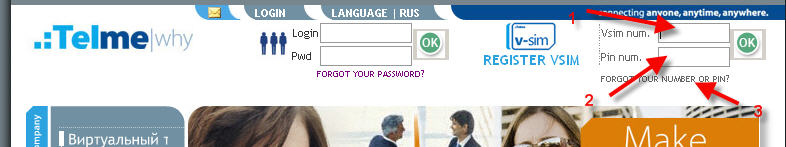 LOGIN
LANGUAGE | RUS
connecting anyone, anytime, anywhere.
1
.:Telme|why
Login
OK
Pwd
FORGOT YOUR PASSWORD?
v-sim
REGISTER VSIM
Vsim num.
OK
Pin num.
FORGOT YOUR NUMBER OR PIN?
2
3
ompany
Виртуальный т
Make